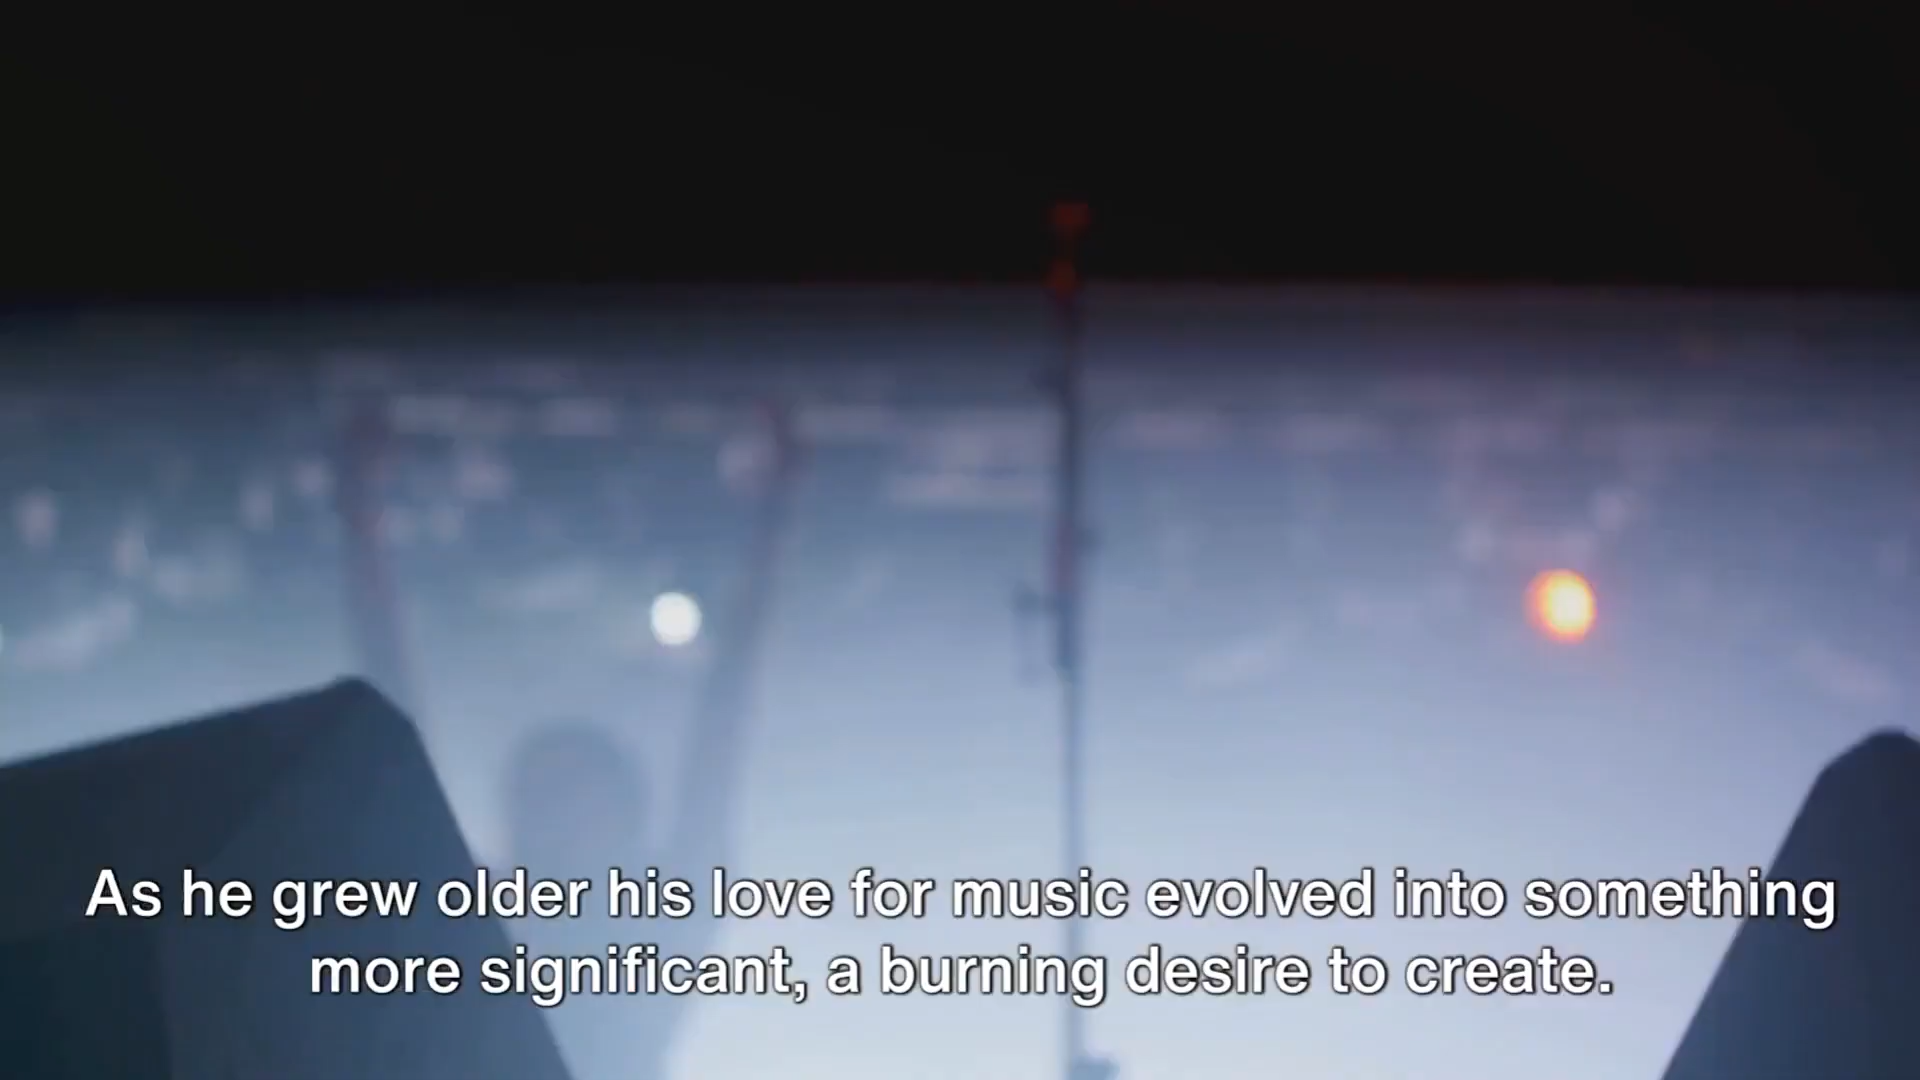 As he grew older his love for music evolved into something
more significant, a burning desire to create.